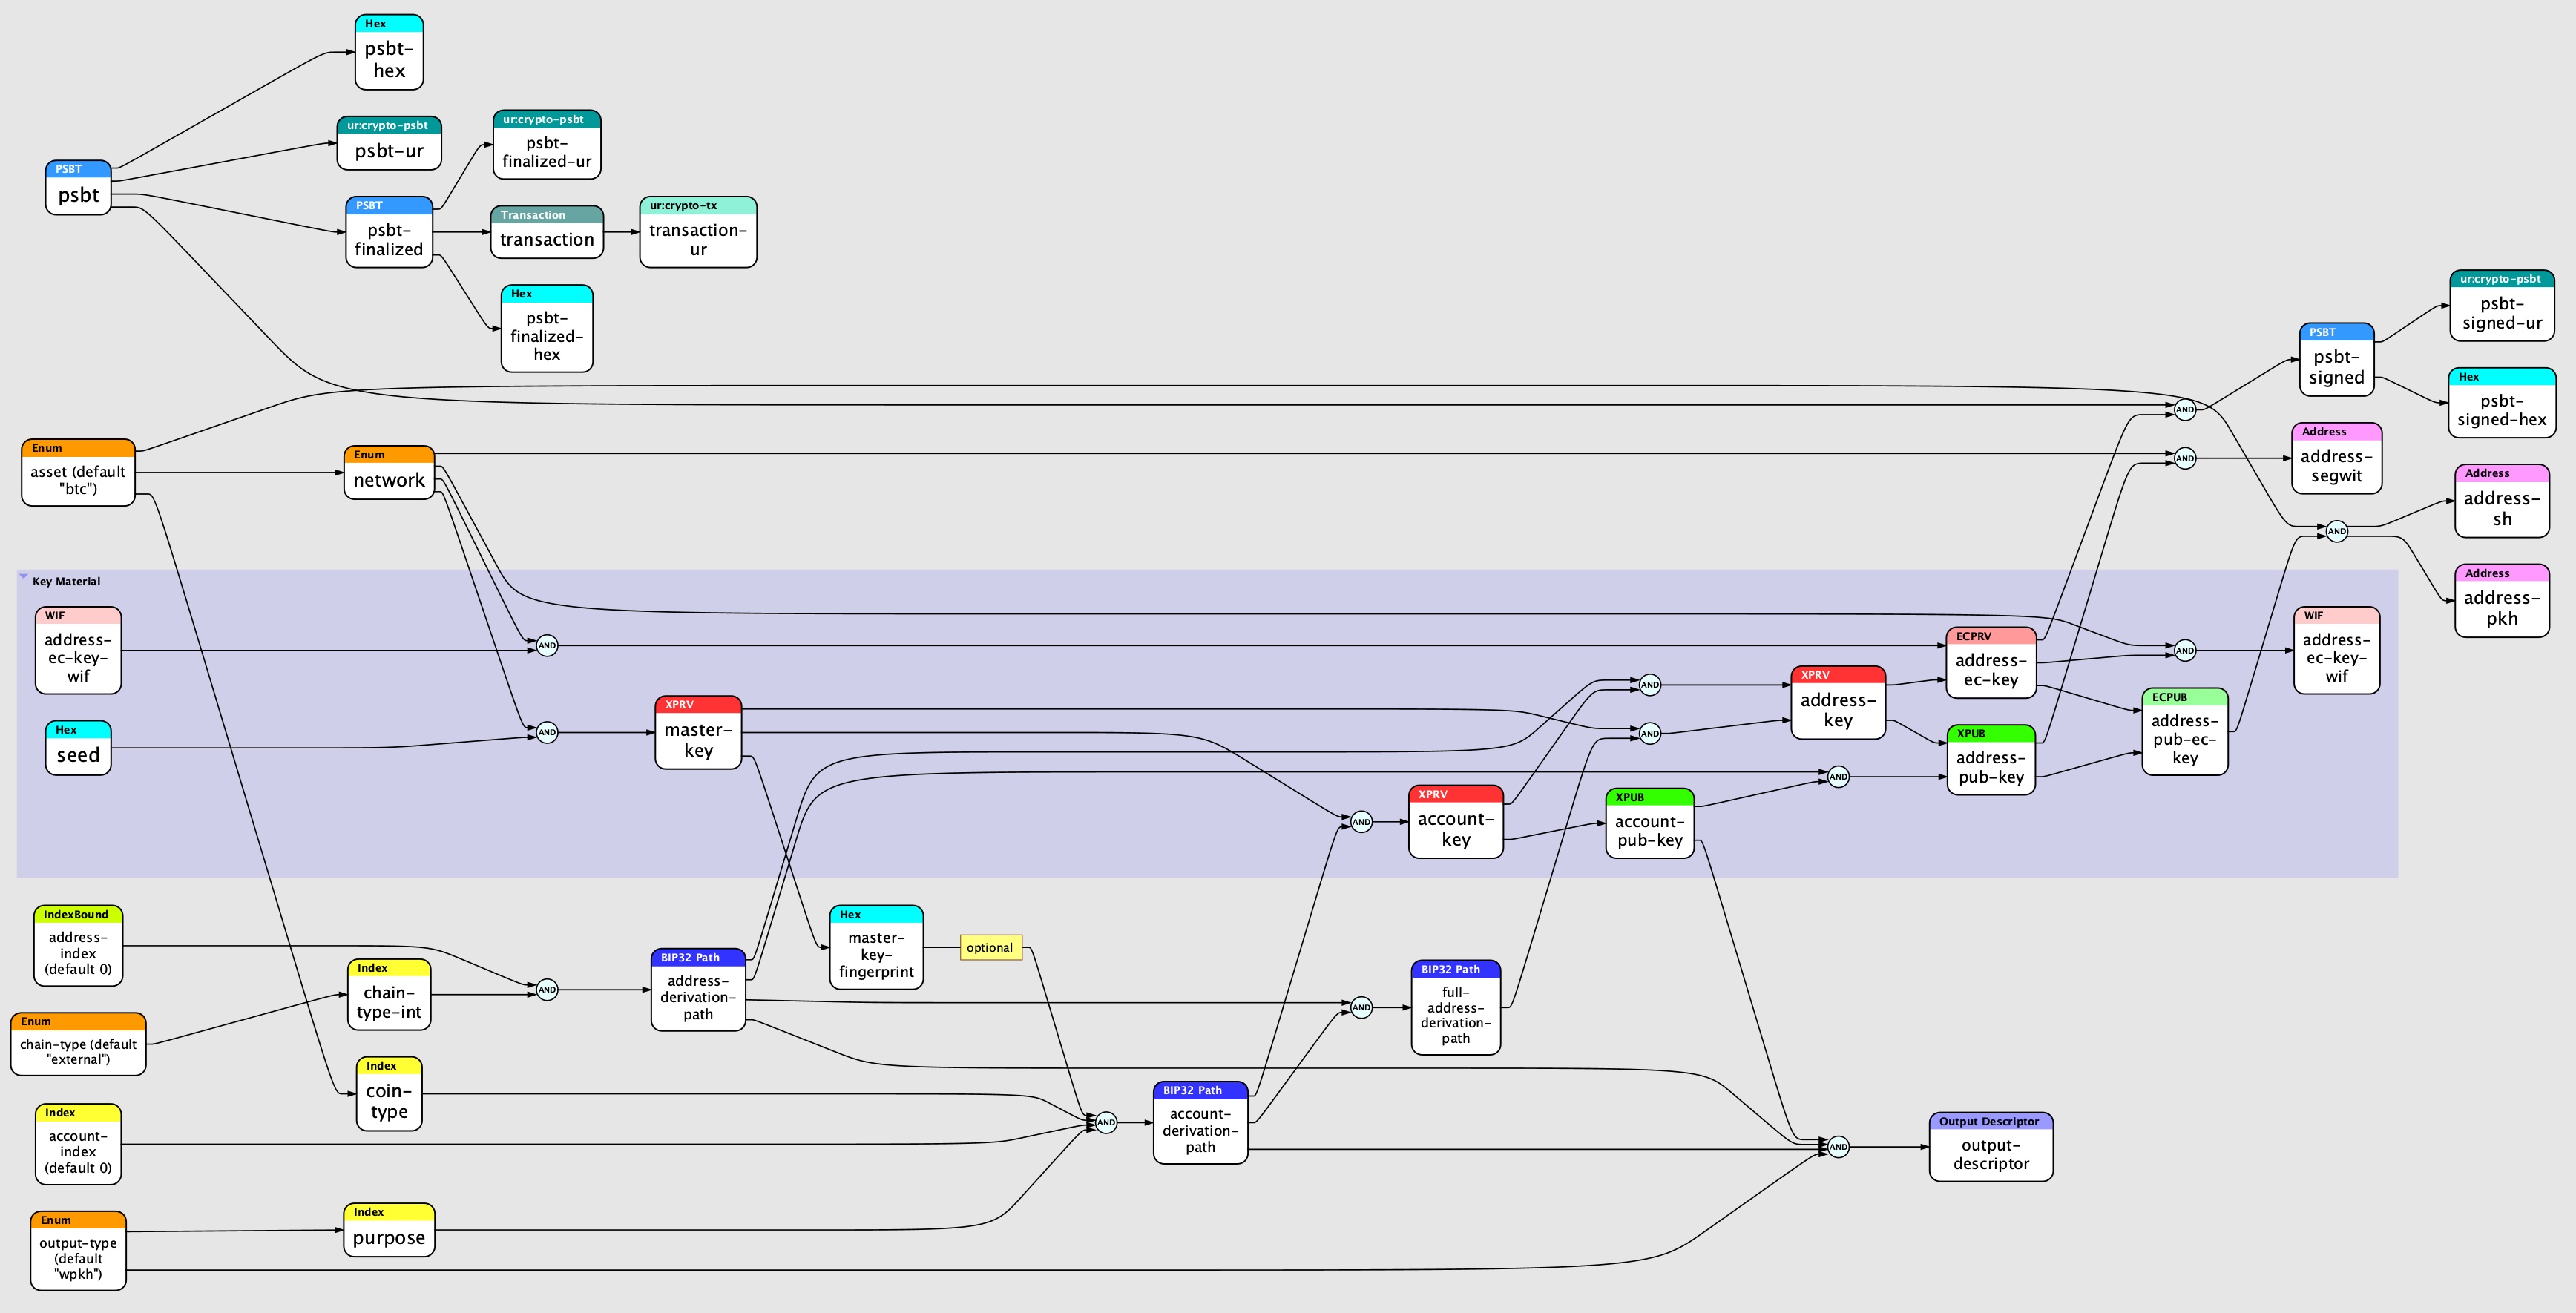 Hex
psbt-
hex
ur:crypto-psbt
psbt-ur
ur:crypto-psbt
psbt-
finalized-ur
PSBT
psbt
PSBT
psbt-
finalized
Transaction
transaction
ur:crypto-tx
transaction-
ur
Hex
psbt-
finalized-
hex
ur:crypto-psbt
psbt-
signed-ur
PSBT
psbt-
signed
Hex
psbt-
signed-hex
AND
Enum
asset (default
"btc")
Enum
network
AND
Address
address-
segwit
Address
address-
sh
AND
Address
address-
pkh
Key Material
WIF
address-
ec-key-
wif
AND
ECPRV
address-
ec-key
AND
WIF
address-
ec-key-
wif
Hex
seed
AND
XPRV
master-
key
AND
AND
XPRV
address-
key
ECPUB
address-
pub-ec-
key
XPUB
address-
pub-key
AND
AND
XPRV
account-
key
XPUB
account-
pub-key
IndexBound
address-
index
(default 0)
Hex
master-
key-
fingerprint
optional
Index
chain-
type-int
AND
BIP32 Path
address-
derivation-
path
AND
BIP32 Path
full-
address-
derivation-
path
Enum
chain-type (default
"external")
Index
coin-
type
Index
account-
index
(default 0)
AND
BIP32 Path
account-
derivation-
path
AND
Output Descriptor
output-
descriptor
Enum
output-type
(default
"wpkh")
Index
purpose